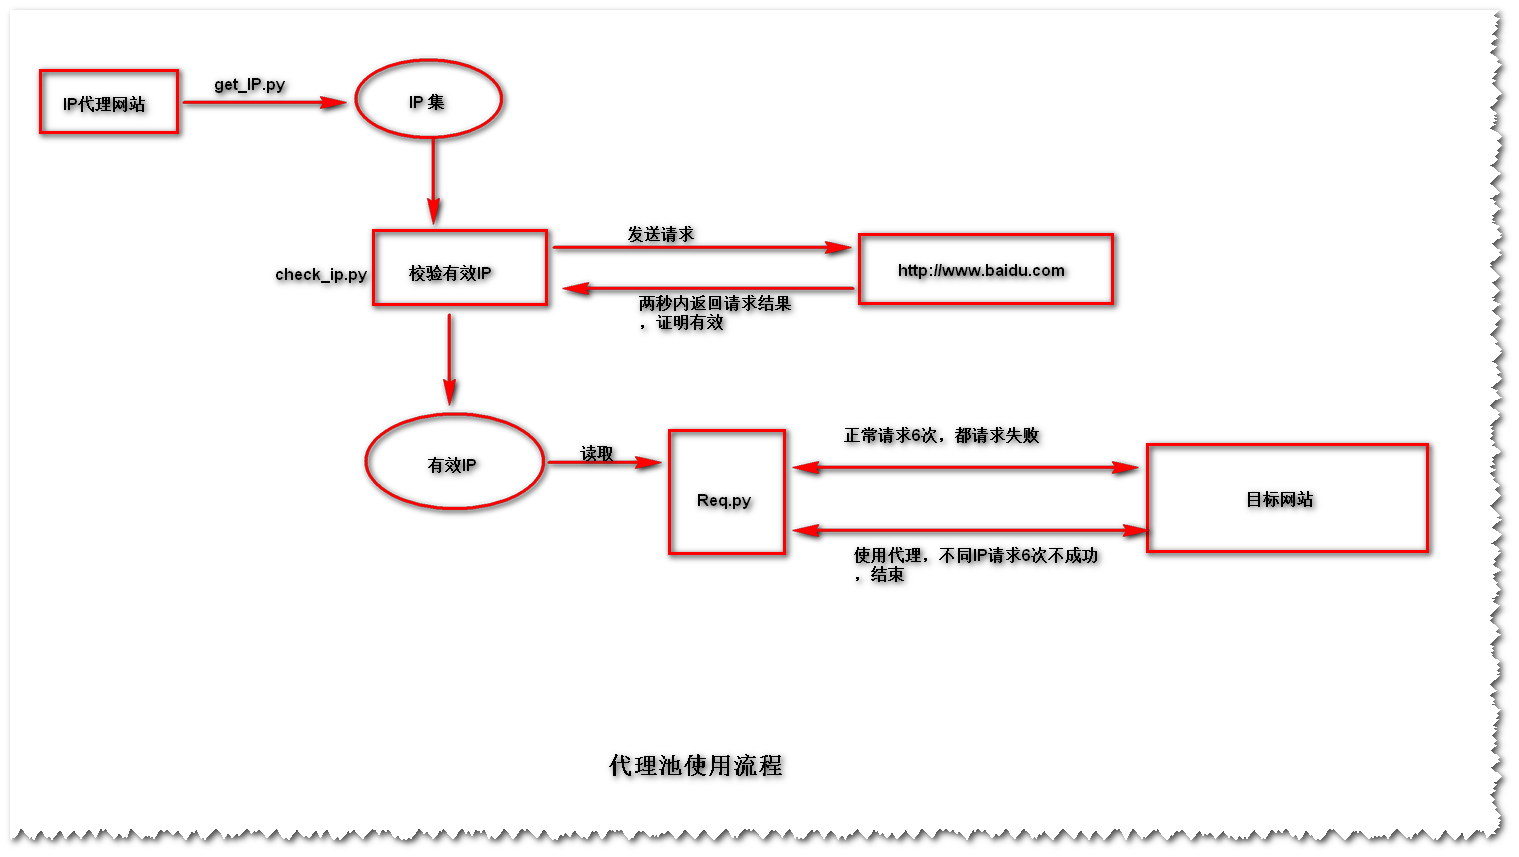 IP代理网站
get_IP.py
IP 集
check_ip.py
校验有效IP
发送请求
http://www.baidu.com
两秒内返回请求结果
，证明有效
有效IP
读取
Req.py
正常请求6次，都请求失败
目标网站
使用代理，不同IP请求6次不成功
，结束
代理池使用流程